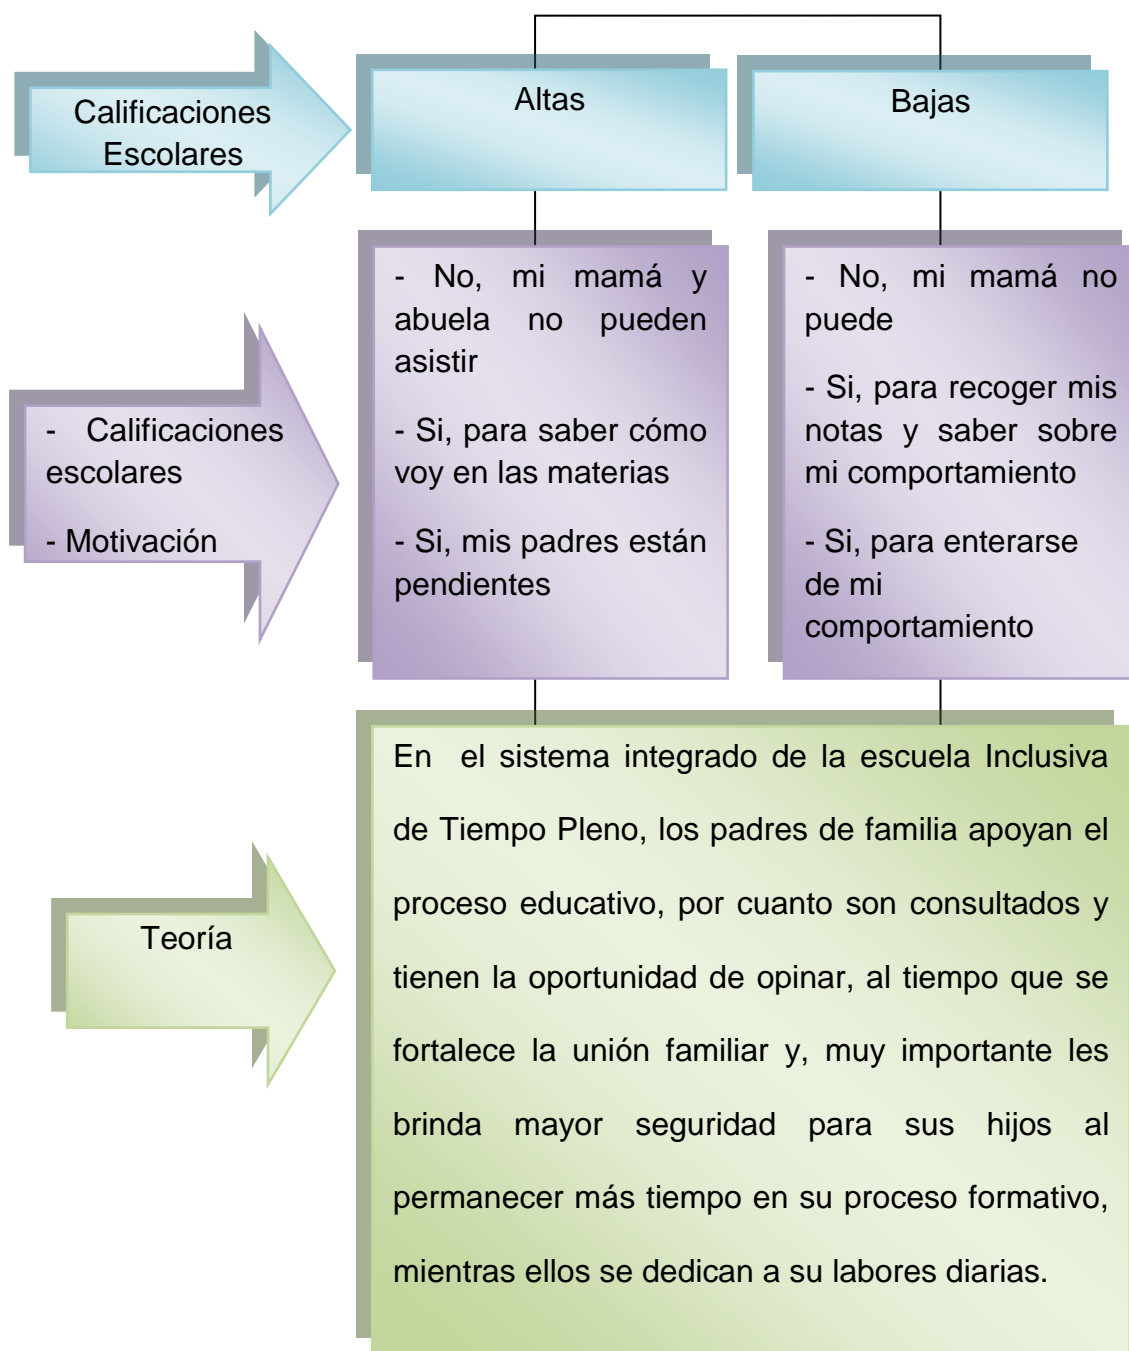 Calificaciones
Escolares
Altas
Bajas
- Calificaciones
escolares
- Motivación
- No, mi mamá y
abuela no pueden
asistir
- Si, para saber cómo
voy en las materias
- Si, mis padres están
pendientes
- No, mi mamá no
puede
- Si, para recoger mis
notas y saber sobre
mi comportamiento
- Si, para enterarse
de mi
comportamiento
Teoría
En el sistema integrado de la escuela Inclusiva
de Tiempo Pleno, los padres de familia apoyan el
proceso educativo, por cuanto son consultados y
tienen la oportunidad de opinar, al tiempo que se
fortalece la unión familiar y, muy importante les
brinda mayor seguridad para sus hijos al
permanecer más tiempo en su proceso formativo,
mientras ellos se dedican a su labores diarias.